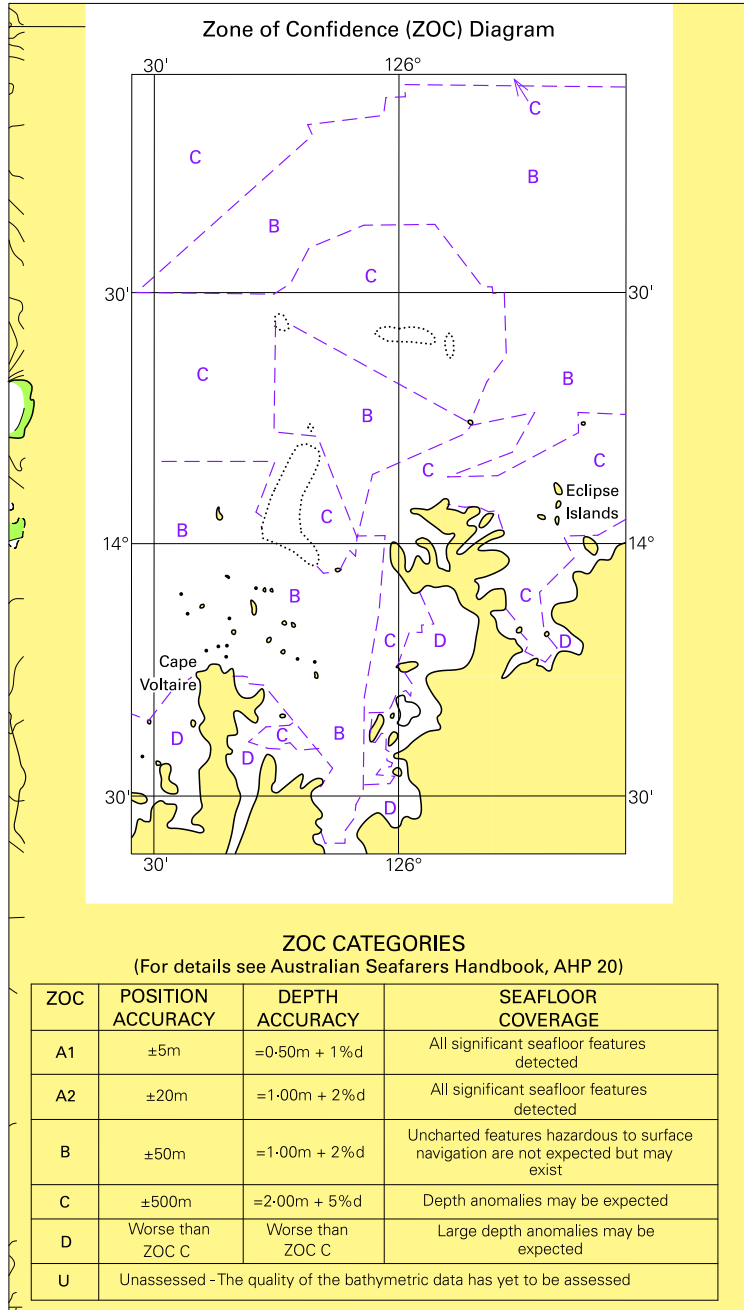 Zone of Confidence (ZOC) Diagram
30' 126°
C
C
B
B
C
30' 30'
C
B
B
C
C
Eclipse
Islands
C
B
14° 14°
B
C
C D
D
Cape
Voltaire
D
C
B
D
30' 30'
D
30' 126°
ZOC CATEGORIES
(For details see Australian Seafarers Handbook, AHP 20)
ZOC POSITION ACCURACY DEPTH ACCURACY SEAFLOOR COVERAGE
A1 ±5m =0·50m + 1%d All significant seafloor features detected
A2 ±20m =1·00m + 2%d All significant seafloor features detected
B ±50m =1·00m + 2%d Uncharted features hazardous to surface navigation are not expected but may exist
C ±500m =2·00m + 5%d Depth anomalies may be expected
D Worse than ZOC C Worse than ZOC C Large depth anomalies may be expected
U Unassessed - The quality of the bathymetric data has yet to be assessed